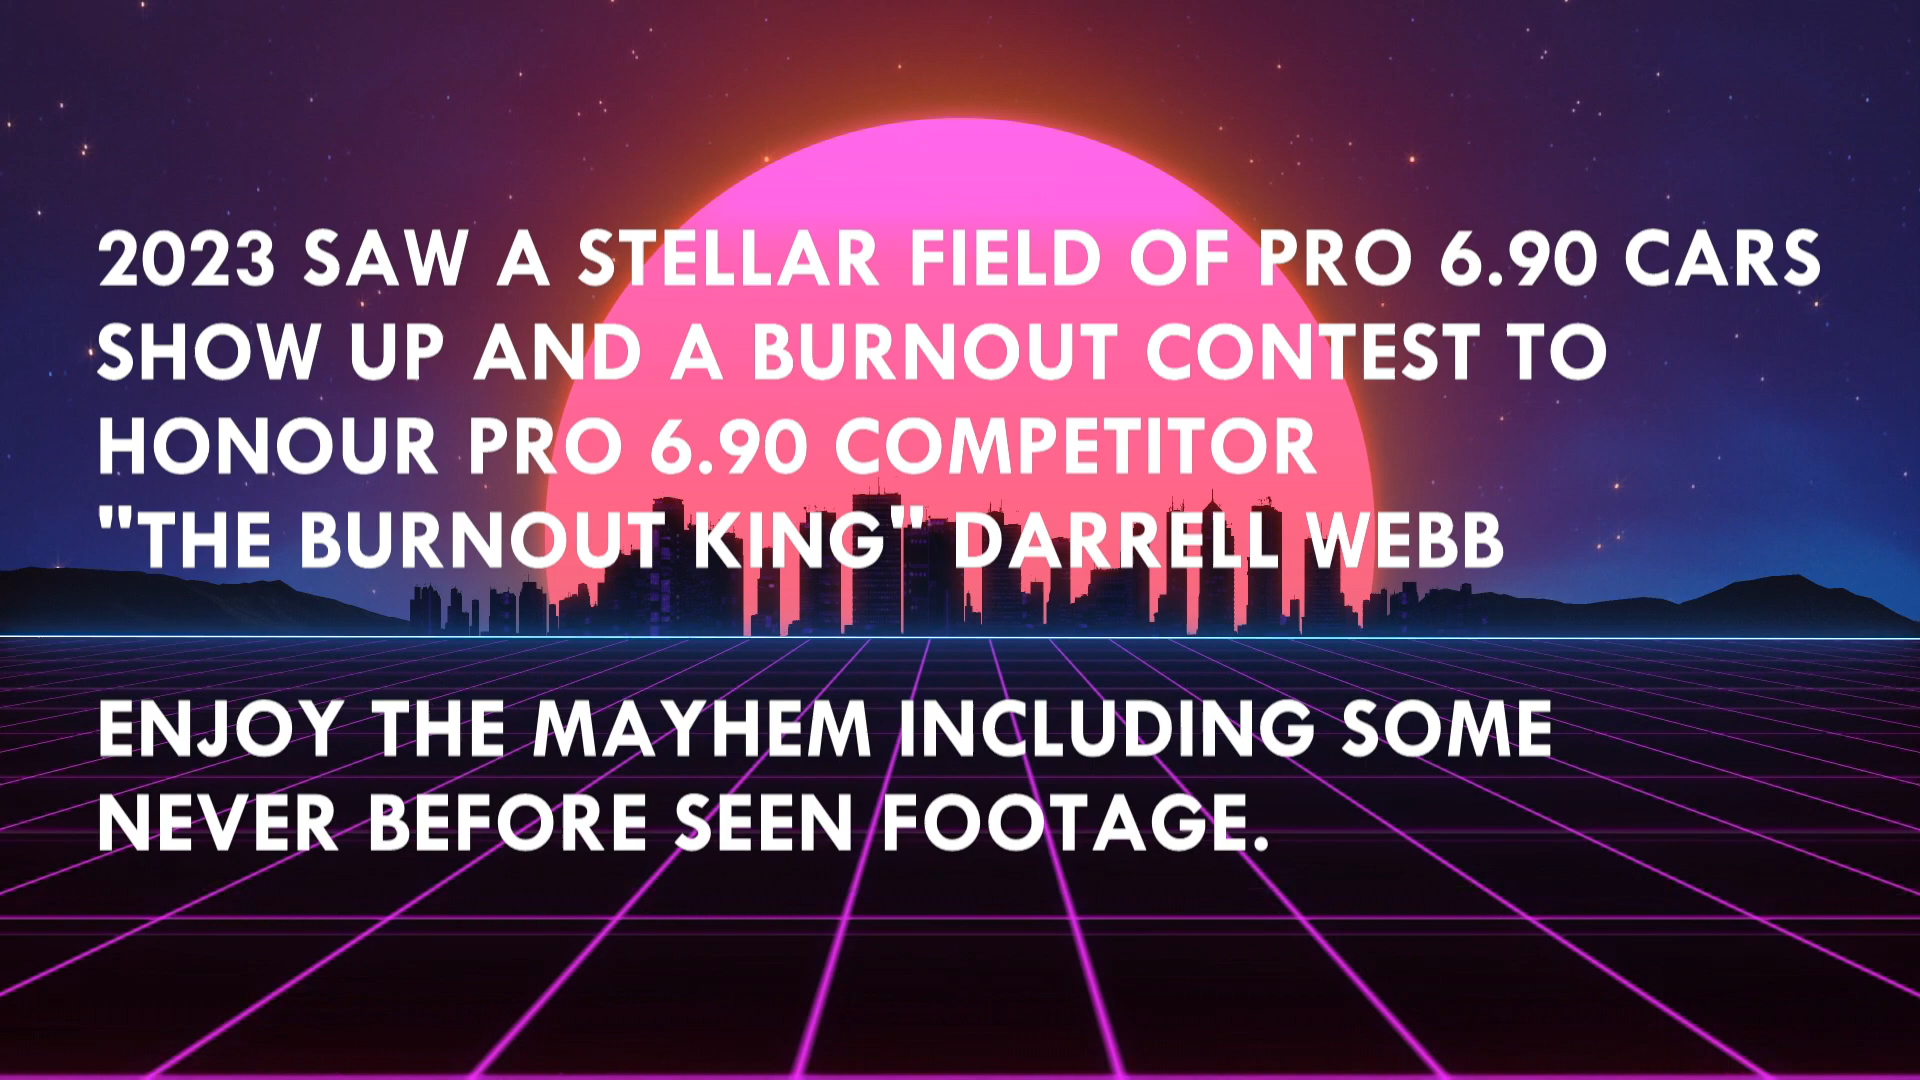 2023 SAW A STELLAR FIELD OF PRO 6.90 CARS
SHOW UP AND A BURNOUT CONTEST TO
HONOUR PRO 6.90 COMPETITOR
"THE BURNOUT KING" DARRELL WEBB
ENJOY THE MAYHEM INCLUDING SOME
NEVER BEFORE SEEN FOOTAGE.